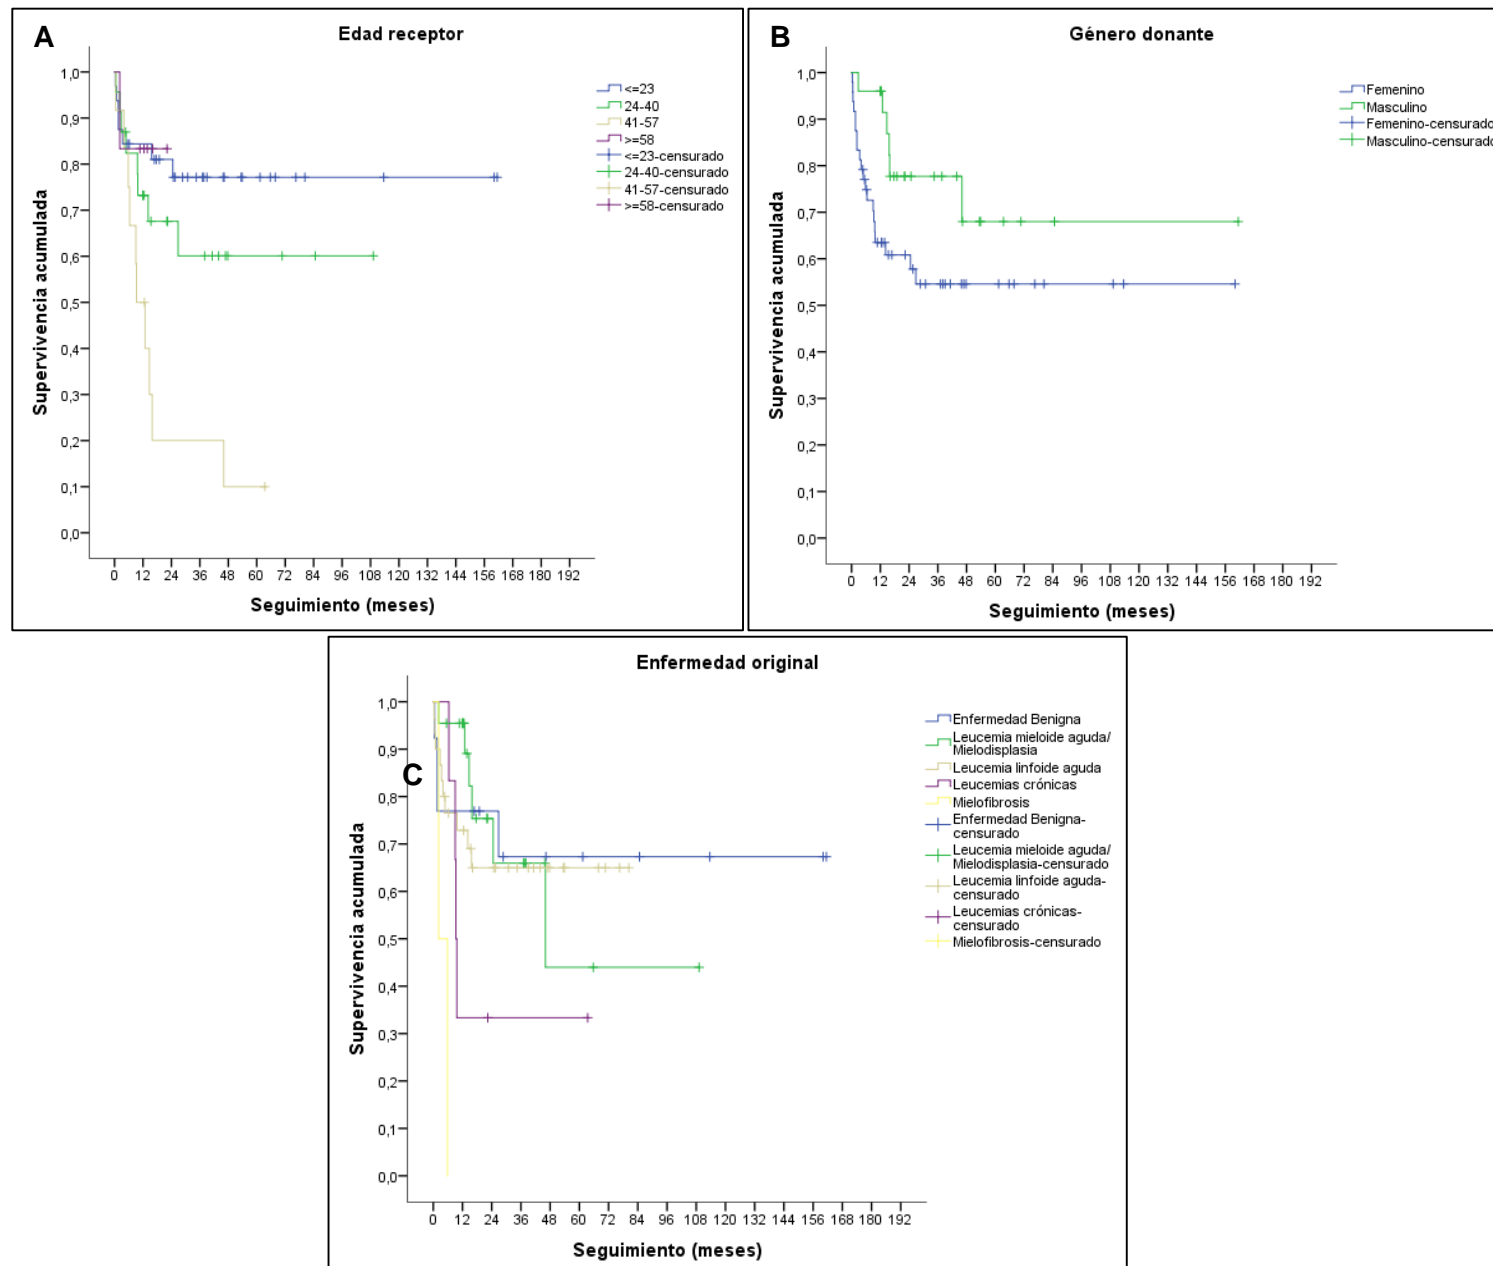 A
Edad receptor
1,0
0,9
0,8
0,7
0,6
0,5
0,4
0,3
0,2
0,1
0,0
Supervivencia acumulada
0 12 24 36 48 60 72 84 96 108 120 132 144 156 168 180 192
Seguimiento (meses)
<=23
24-40
41-57
>=58
<=23-censurado
24-40-censurado
41-57-censurado
>=58-censurado
B
Género donante
1,0
0,9
0,8
0,7
0,6
0,5
0,4
0,3
0,2
0,1
0,0
Supervivencia acumulada
0 12 24 36 48 60 72 84 96 108 120 132 144 156 168 180 192
Seguimiento (meses)
Femenino
Masculino
Femenino-censurado
Masculino-censurado
C
Enfermedad original
1,0
0,9
0,8
0,7
0,6
0,5
0,4
0,3
0,2
0,1
0,0
Supervivencia acumulada
0 12 24 36 48 60 72 84 96 108 120 132 144 156 168 180 192
Seguimiento (meses)
Enfermedad Benigna
Leucemia mieloide aguda/
Mielodisplasia
Leucemia linfoide aguda
Leucemias crónicas
Mielofibrosis
Enfermedad Benigna-
censurado
Leucemia mieloide aguda/
Mielodisplasia-censurado
Leucemia linfoide aguda-
censurado
Leucemias crónicas-
censurado
Mielofibrosis-censurado